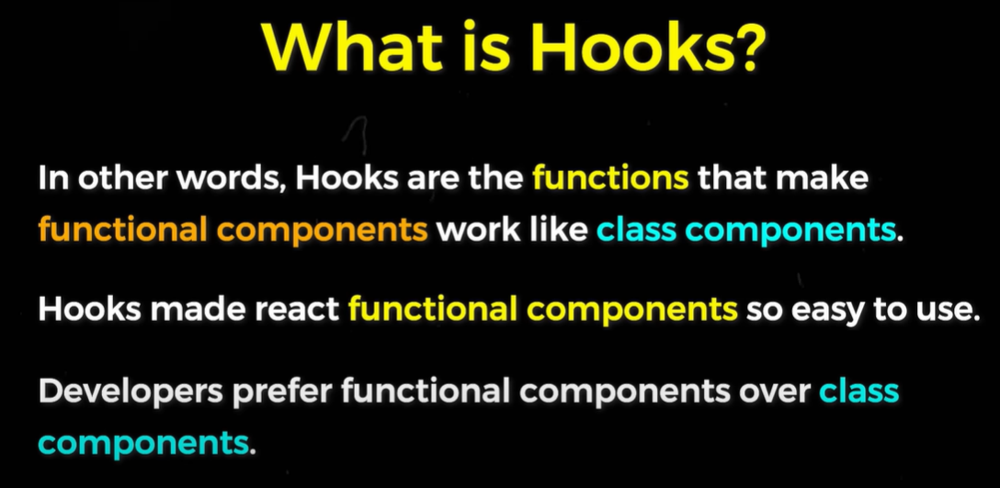 What is Hooks?
In other words, Hooks are the functions that make
functional components work like class components.
Hooks made react functional components so easy to use.
Developers prefer functional components over class
components.